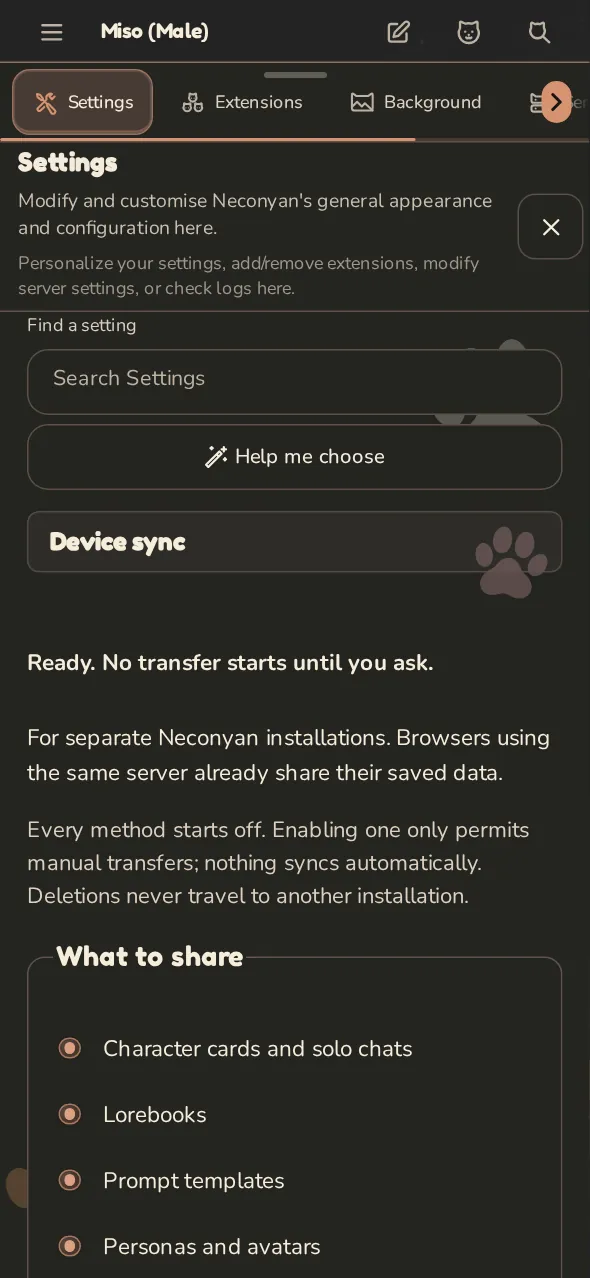 Miso (Male)
Settings
Extensions
Background
Settings
Modify and customise Neconyan's general appearance
and configuration here.
Personalize your settings, add/remove extensions, modify
server settings, or check logs here.
Find a setting
Search Settings
Help me choose
Device sync
Ready. No transfer starts until you ask.
For separate Neconyan installations. Browsers using
the same server already share their saved data.
Every method starts off. Enabling one only permits
manual transfers; nothing syncs automatically.
Deletions never travel to another installation.
What to share
Character cards and solo chats
Lorebooks
Prompt templates
Personas and avatars